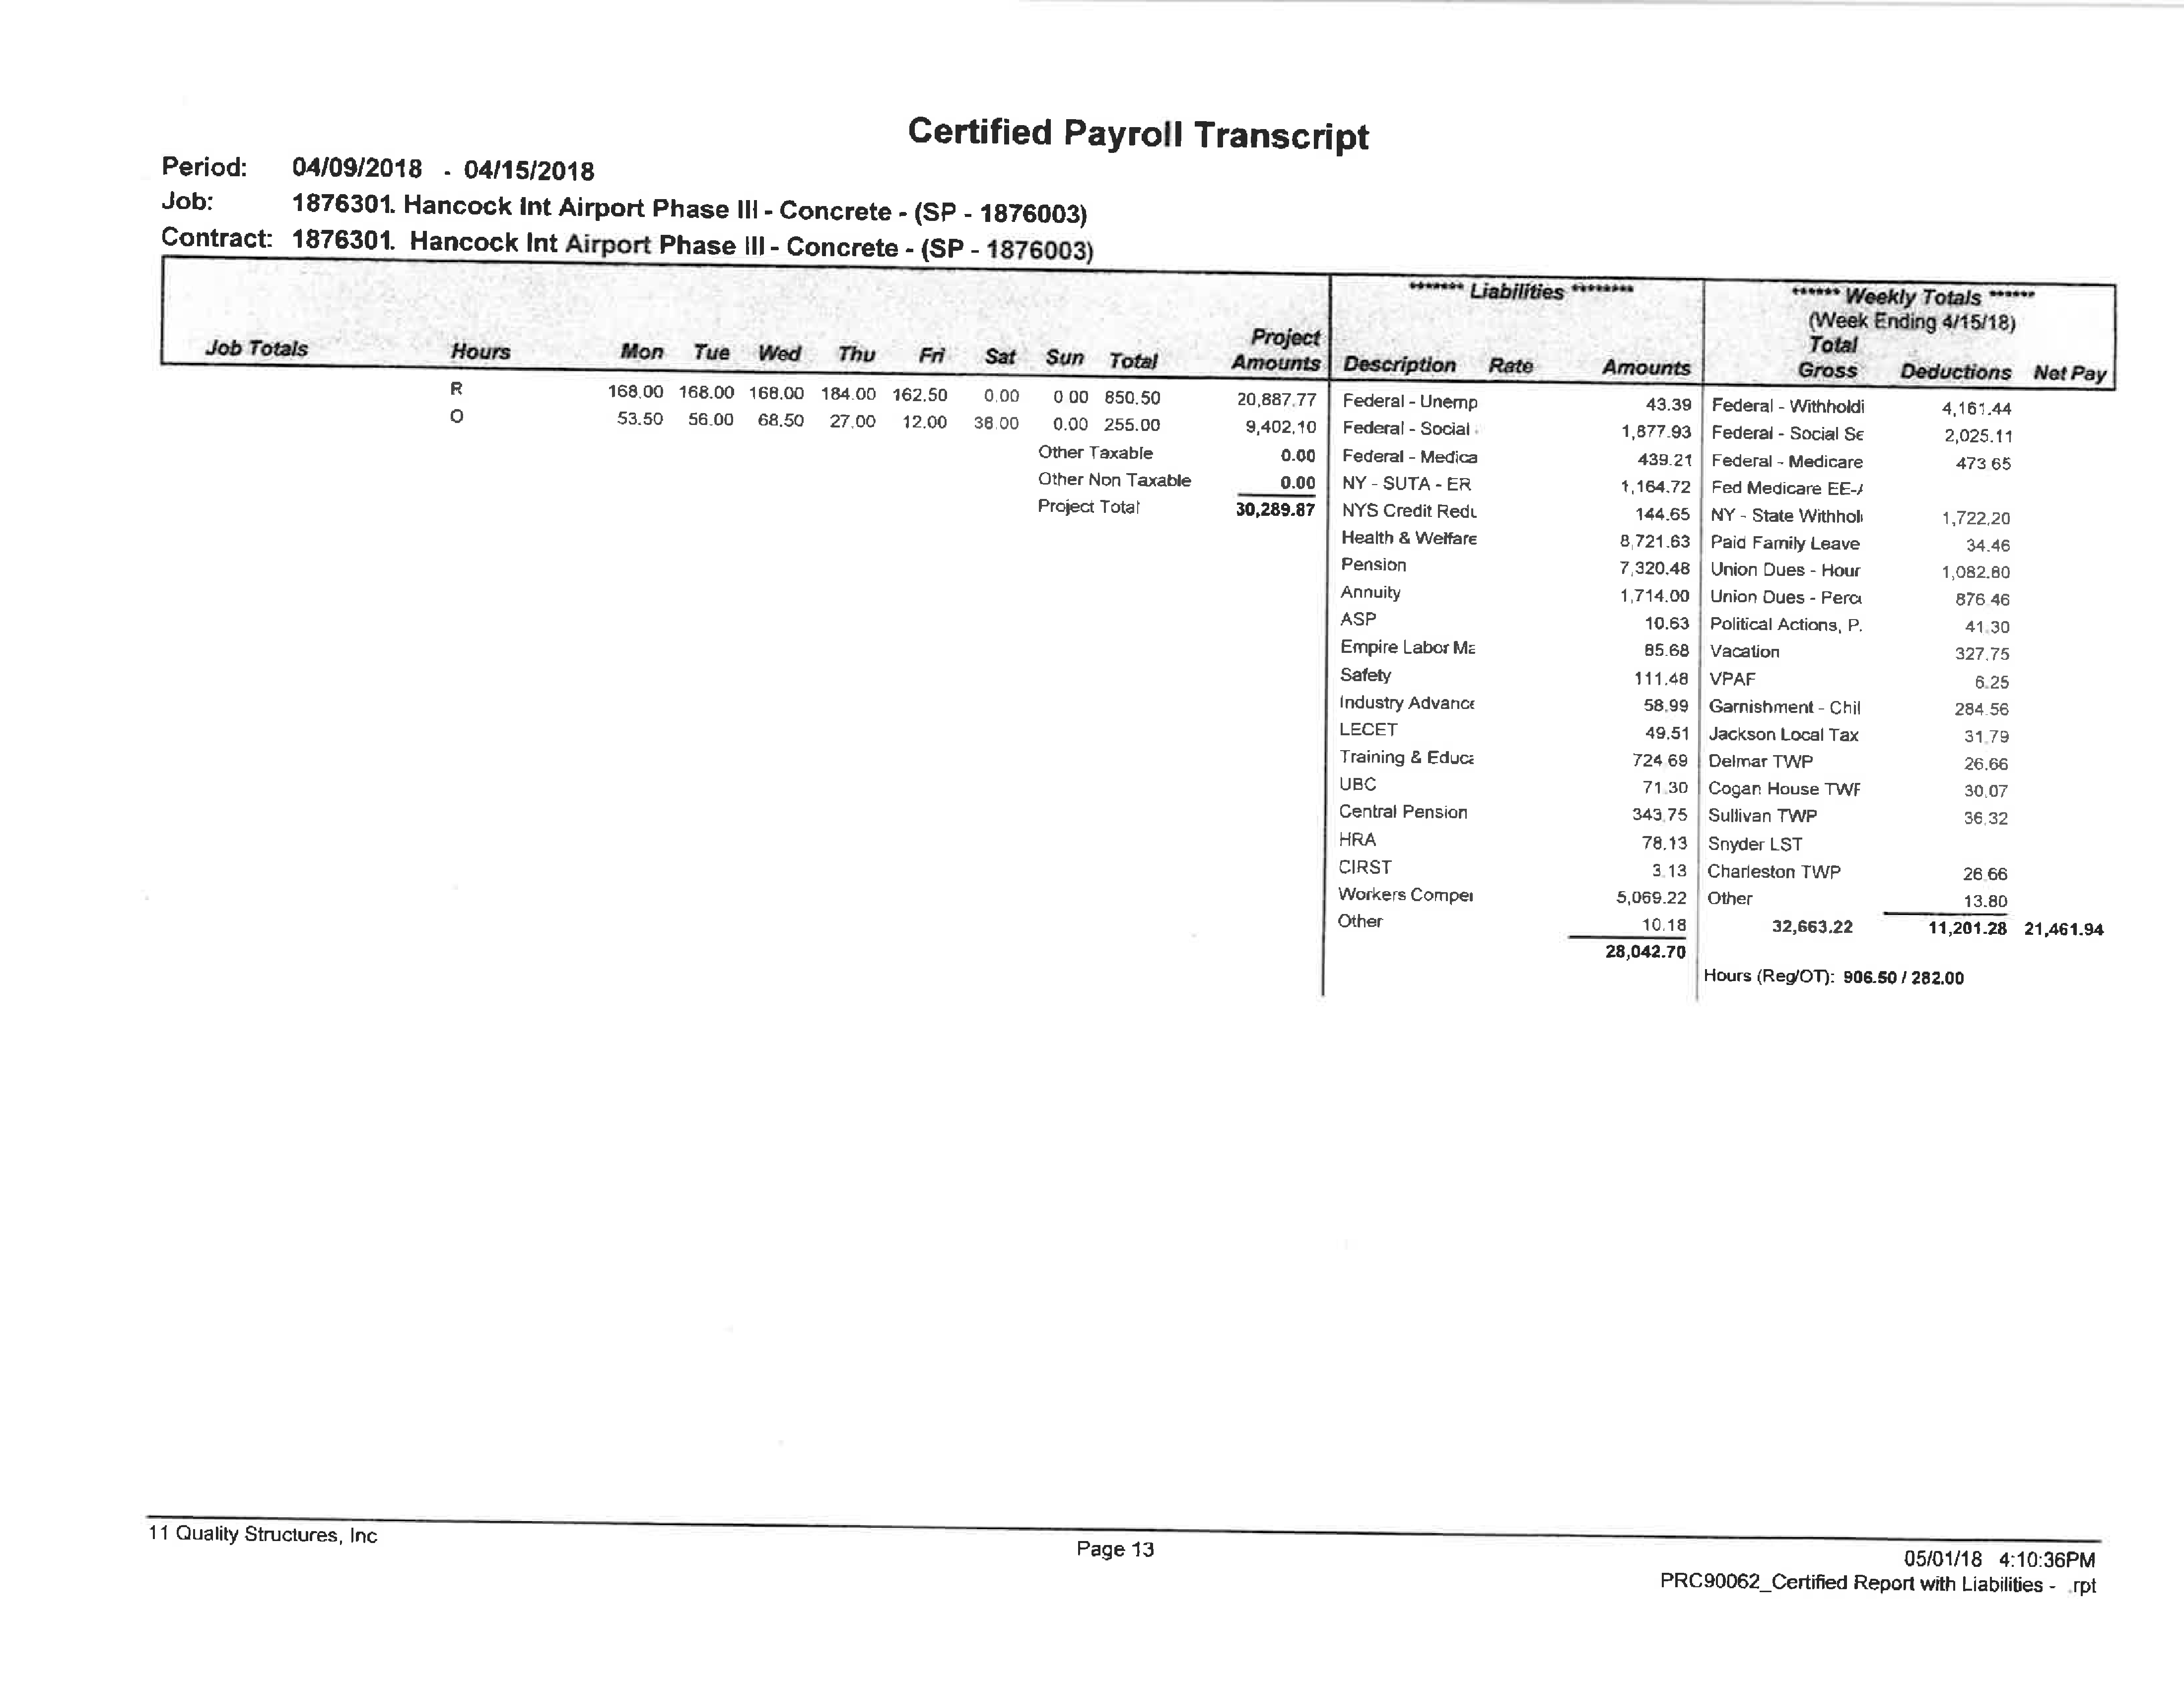 Certified Payroll Transcript
Period: 04/09/2018 - 04/15/2018
Job: 1876301. Hancock Int Airport Phase III - Concrete - (SP - 1876003)
Contract: 1876301. Hancock Int Airport Phase III - Concrete - (SP - 1876003)
******* Liabilities ******** ****** Weekly Totals ******
(Week Ending 4/15/18)
Job Totals Hours Mon Tue Wed Thu Fri Sat Sun Total Project Amounts Description Rate Amounts Total Gross Deductions Net Pay
R 168.00 168.00 168.00 184.00 162.50 0.00 0 00 850.50 20,887.77 Federal - Unemp 43.39 Federal - Withholdi 4,161.44
O 53.50 56.00 68.50 27.00 12.00 38.00 0.00 255.00 9,402.10 Federal - Social 1,877.93 Federal - Social Se 2,025.11
Other Taxable 0.00 Federal - Medica 439.21 Federal - Medicare 473 65
Other Non Taxable 0.00 NY - SUTA - ER 1,164.72 Fed Medicare EE-/
Project Total 30,289.87 NYS Credit Redu 144.65 NY - State Withhol 1,722.20
Health & Welfare 8,721.63 Paid Family Leave 34.46
Pension 7,320.48 Union Dues - Hour 1,082.80
Annuity 1,714.00 Union Dues - Perc 876 46
ASP 10.63 Political Actions, P. 41.30
Empire Labor Ma 85.68 Vacation 327.75
Safety 111.48 VPAF 6.25
Industry Advance 58.99 Garnishment - Chil 284.56
LECET 49.51 Jackson Local Tax 31.79
Training & Educa 724 69 Delmar TWP 26.66
UBC 71.30 Cogan House TWF 30.07
Central Pension 343.75 Sullivan TWP 36.32
HRA 78.13 Snyder LST
CIRST 3.13 Charleston TWP 26.66
Workers Comper 5,069.22 Other 13.80
Other 10.18 32,663.22 11,201.28 21,461.94
28,042.70
Hours (Reg/OT): 906.50 / 282.00
11 Quality Structures, Inc
Page 13
05/01/18 4:10:36PM
PRC90062_Certified Report with Liabilities - .rpt